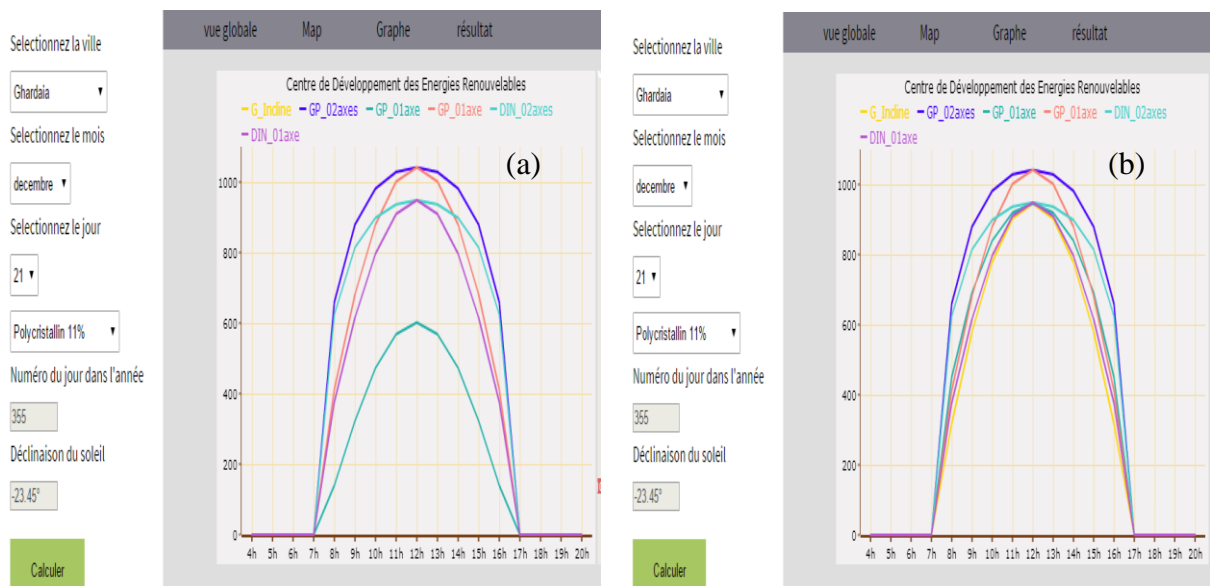 Selectionnez la ville
Ghardaia
Selectionnez le mois
decembre
Selectionnez le jour
21
Polycristallin 11%
Numéro du jour dans l'année
355
Déclinaison du soleil
-23.45°
Calculer
vue globale Map Graphe résultat
Centre de Développement des Energies Renouvelables
G_Indine GP_02axes GP_01axe GP_01axe DIN_02axes
DIN_01axe
(a)
1000
800
600
400
200
0
4h 5h 6h 7h 8h 9h 10h 11h 12h 13h 14h 15h 16h 17h 18h 19h 20h
Selectionnez la ville
Ghardaia
Selectionnez le mois
decembre
Selectionnez le jour
21
Polycristallin 11%
Numéro du jour dans l'année
355
Déclinaison du soleil
-23.45°
Calculer
vue globale Map Graphe résultat
Centre de Développement des Energies Renouvelables
G_Indine GP_02axes GP_01axe GP_01axe DIN_02axes
DIN_01axe
(b)
1000
800
600
400
200
0
4h 5h 6h 7h 8h 9h 10h 11h 12h 13h 14h 15h 16h 17h 18h 19h 20h